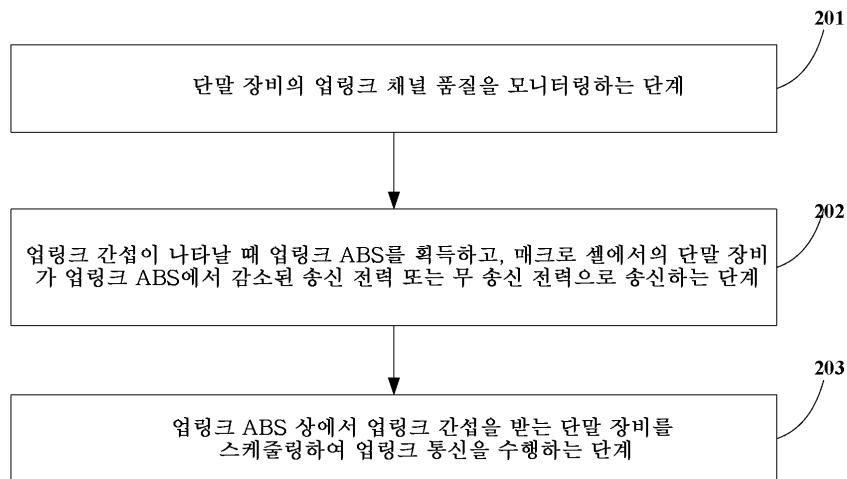 201
단말 장비의 업링크 채널 품질을 모니터링하는 단계
202
업링크 간섭이 나타날 때 업링크 ABS를 획득하고, 매크로 셀에서의 단말 장비
가 업링크 ABS에서 감소된 송신 전력 또는 무 송신 전력으로 송신하는 단계
203
업링크 ABS 상에서 업링크 간섭을 받는 단말 장비를
스케줄링하여 업링크 통신을 수행하는 단계